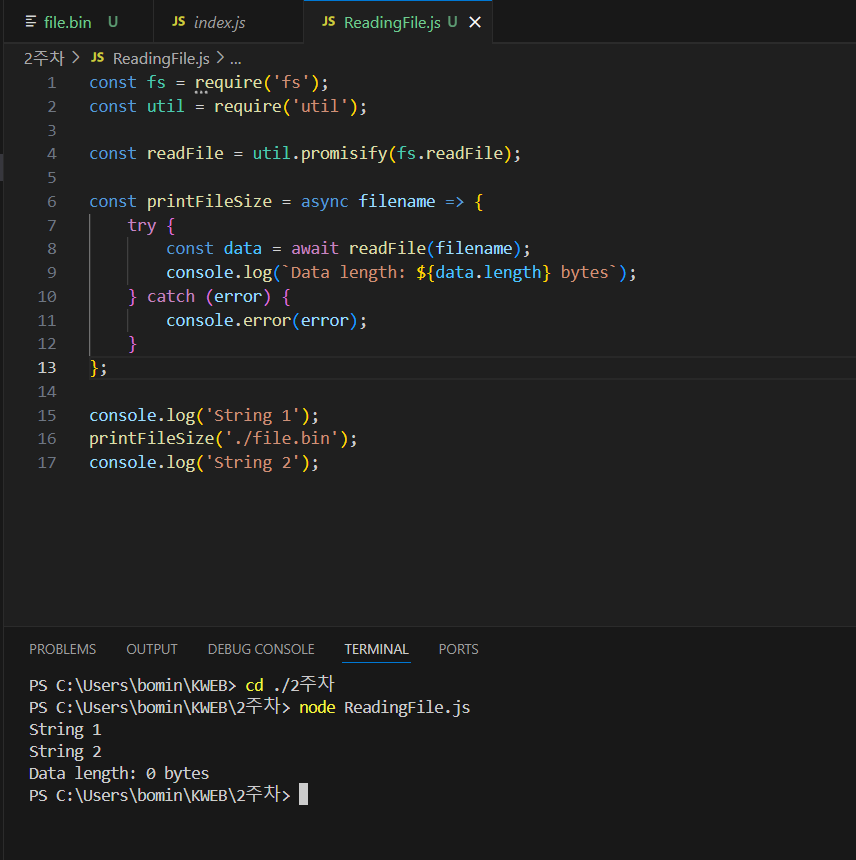 file.bin U JS index.js JS ReadingFile.js U
2주차 > JS ReadingFile.js > ...
1 const fs = require('fs');
2 const util = require('util');
3
4 const readFile = util.promisify(fs.readFile);
5
6 const printFileSize = async filename => {
7 try {
8 const data = await readFile(filename);
9 console.log(`Data length: ${data.length} bytes`);
10 } catch (error) {
11 console.error(error);
12 }
13 };
14
15 console.log('String 1');
16 printFileSize('./file.bin');
17 console.log('String 2');
PROBLEMS OUTPUT DEBUG CONSOLE TERMINAL PORTS
PS C:\Users\bomin\KWEB> cd ./2주차
PS C:\Users\bomin\KWEB\2주차> node ReadingFile.js
String 1
String 2
Data length: 0 bytes
PS C:\Users\bomin\KWEB\2주차>